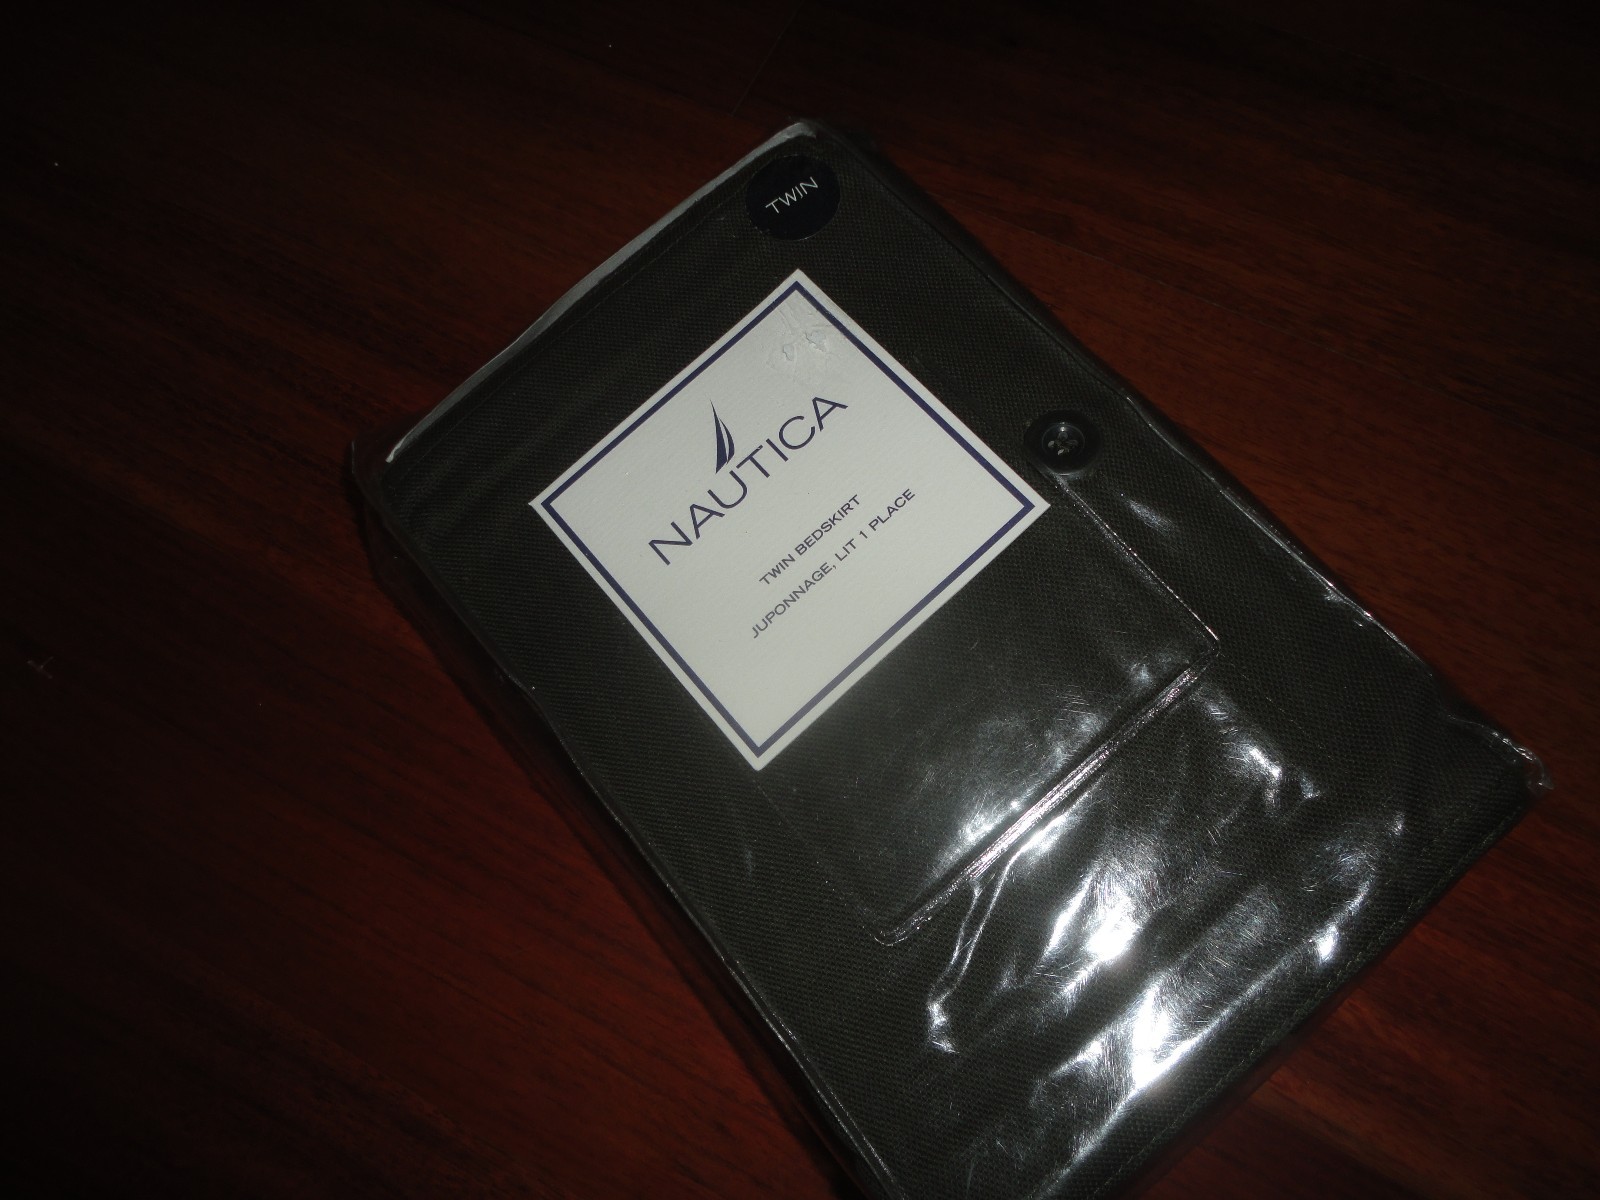 TWIN
NAUTICA
TWIN BEDSKIRT
JUPONNAGE, LIT 1 PLACE